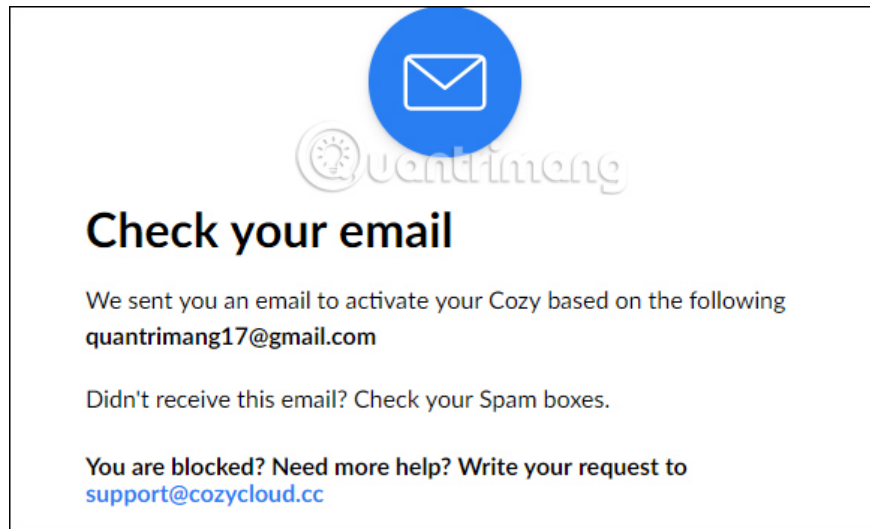 Quantrimang
Check your email
We sent you an email to activate your Cozy based on the following
quantrimang17@gmail.com
Didn't receive this email? Check your Spam boxes.
You are blocked? Need more help? Write your request to
support@cozycloud.cc